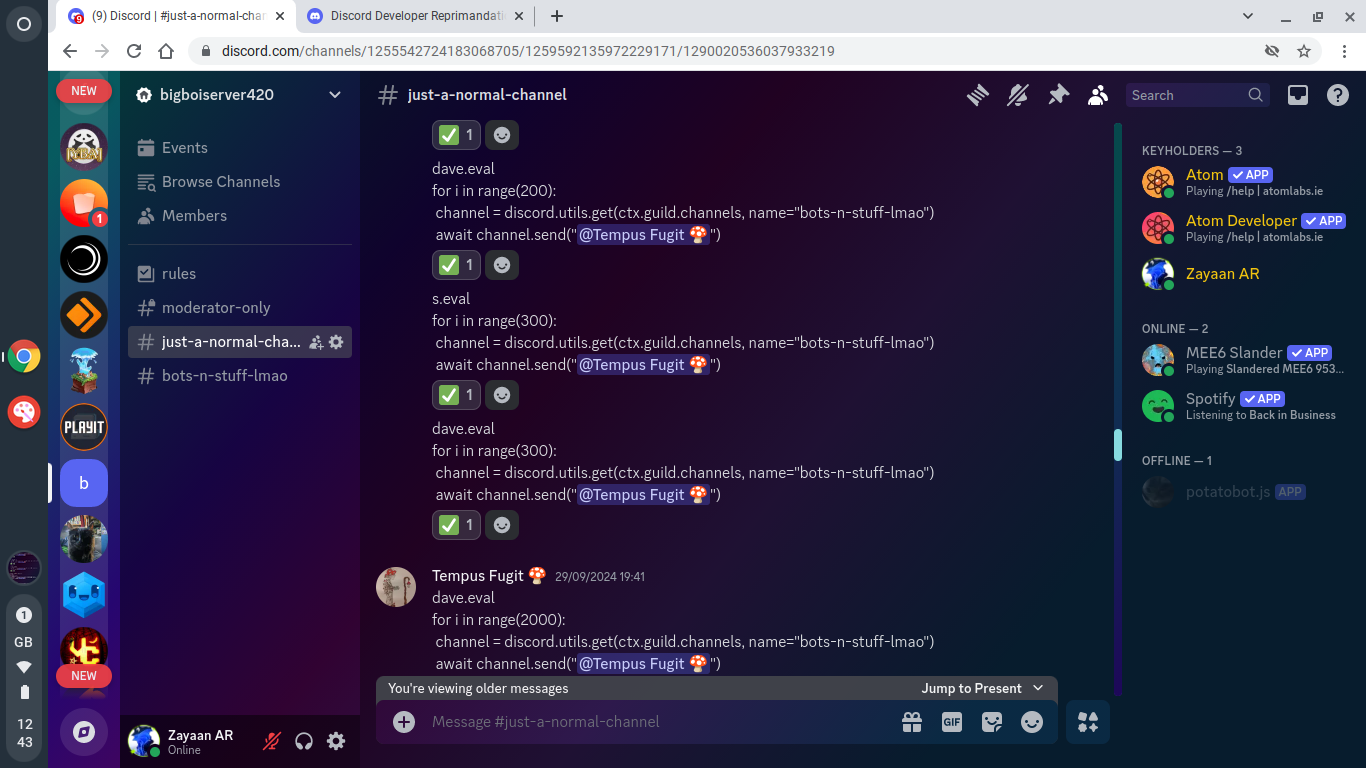 (9) Discord | #just-a-normal-chan
Discord Developer Reprimandati
discord.com/channels/1255542724183068705/1259592135972229171/1290020536037933219
NEW
1
PLAYIT
b
NEW
1
GB
12
43
bigboiserver420
Events
Browse Channels
Members
rules
moderator-only
just-a-normal-cha...
bots-n-stuff-lmao
Zayaan AR
Online
just-a-normal-channel
Search
1
dave.eval
for i in range(200):
channel = discord.utils.get(ctx.guild.channels, name="bots-n-stuff-lmao")
await channel.send("@Tempus Fugit 🍄")
1
s.eval
for i in range(300):
channel = discord.utils.get(ctx.guild.channels, name="bots-n-stuff-lmao")
await channel.send("@Tempus Fugit 🍄")
1
dave.eval
for i in range(300):
channel = discord.utils.get(ctx.guild.channels, name="bots-n-stuff-lmao")
await channel.send("@Tempus Fugit 🍄")
1
Tempus Fugit 🍄 29/09/2024 19:41
dave.eval
for i in range(2000):
channel = discord.utils.get(ctx.guild.channels, name="bots-n-stuff-lmao")
await channel.send("@Tempus Fugit 🍄")
You're viewing older messages
Jump to Present
Message #just-a-normal-channel
GIF
KEYHOLDERS — 3
Atom APP
Playing /help | atomlabs.ie
Atom Developer APP
Playing /help | atomlabs.ie
Zayaan AR
ONLINE — 2
MEE6 Slander APP
Playing Slandered MEE6 953...
Spotify APP
Listening to Back in Business
OFFLINE — 1
potatobot.js APP